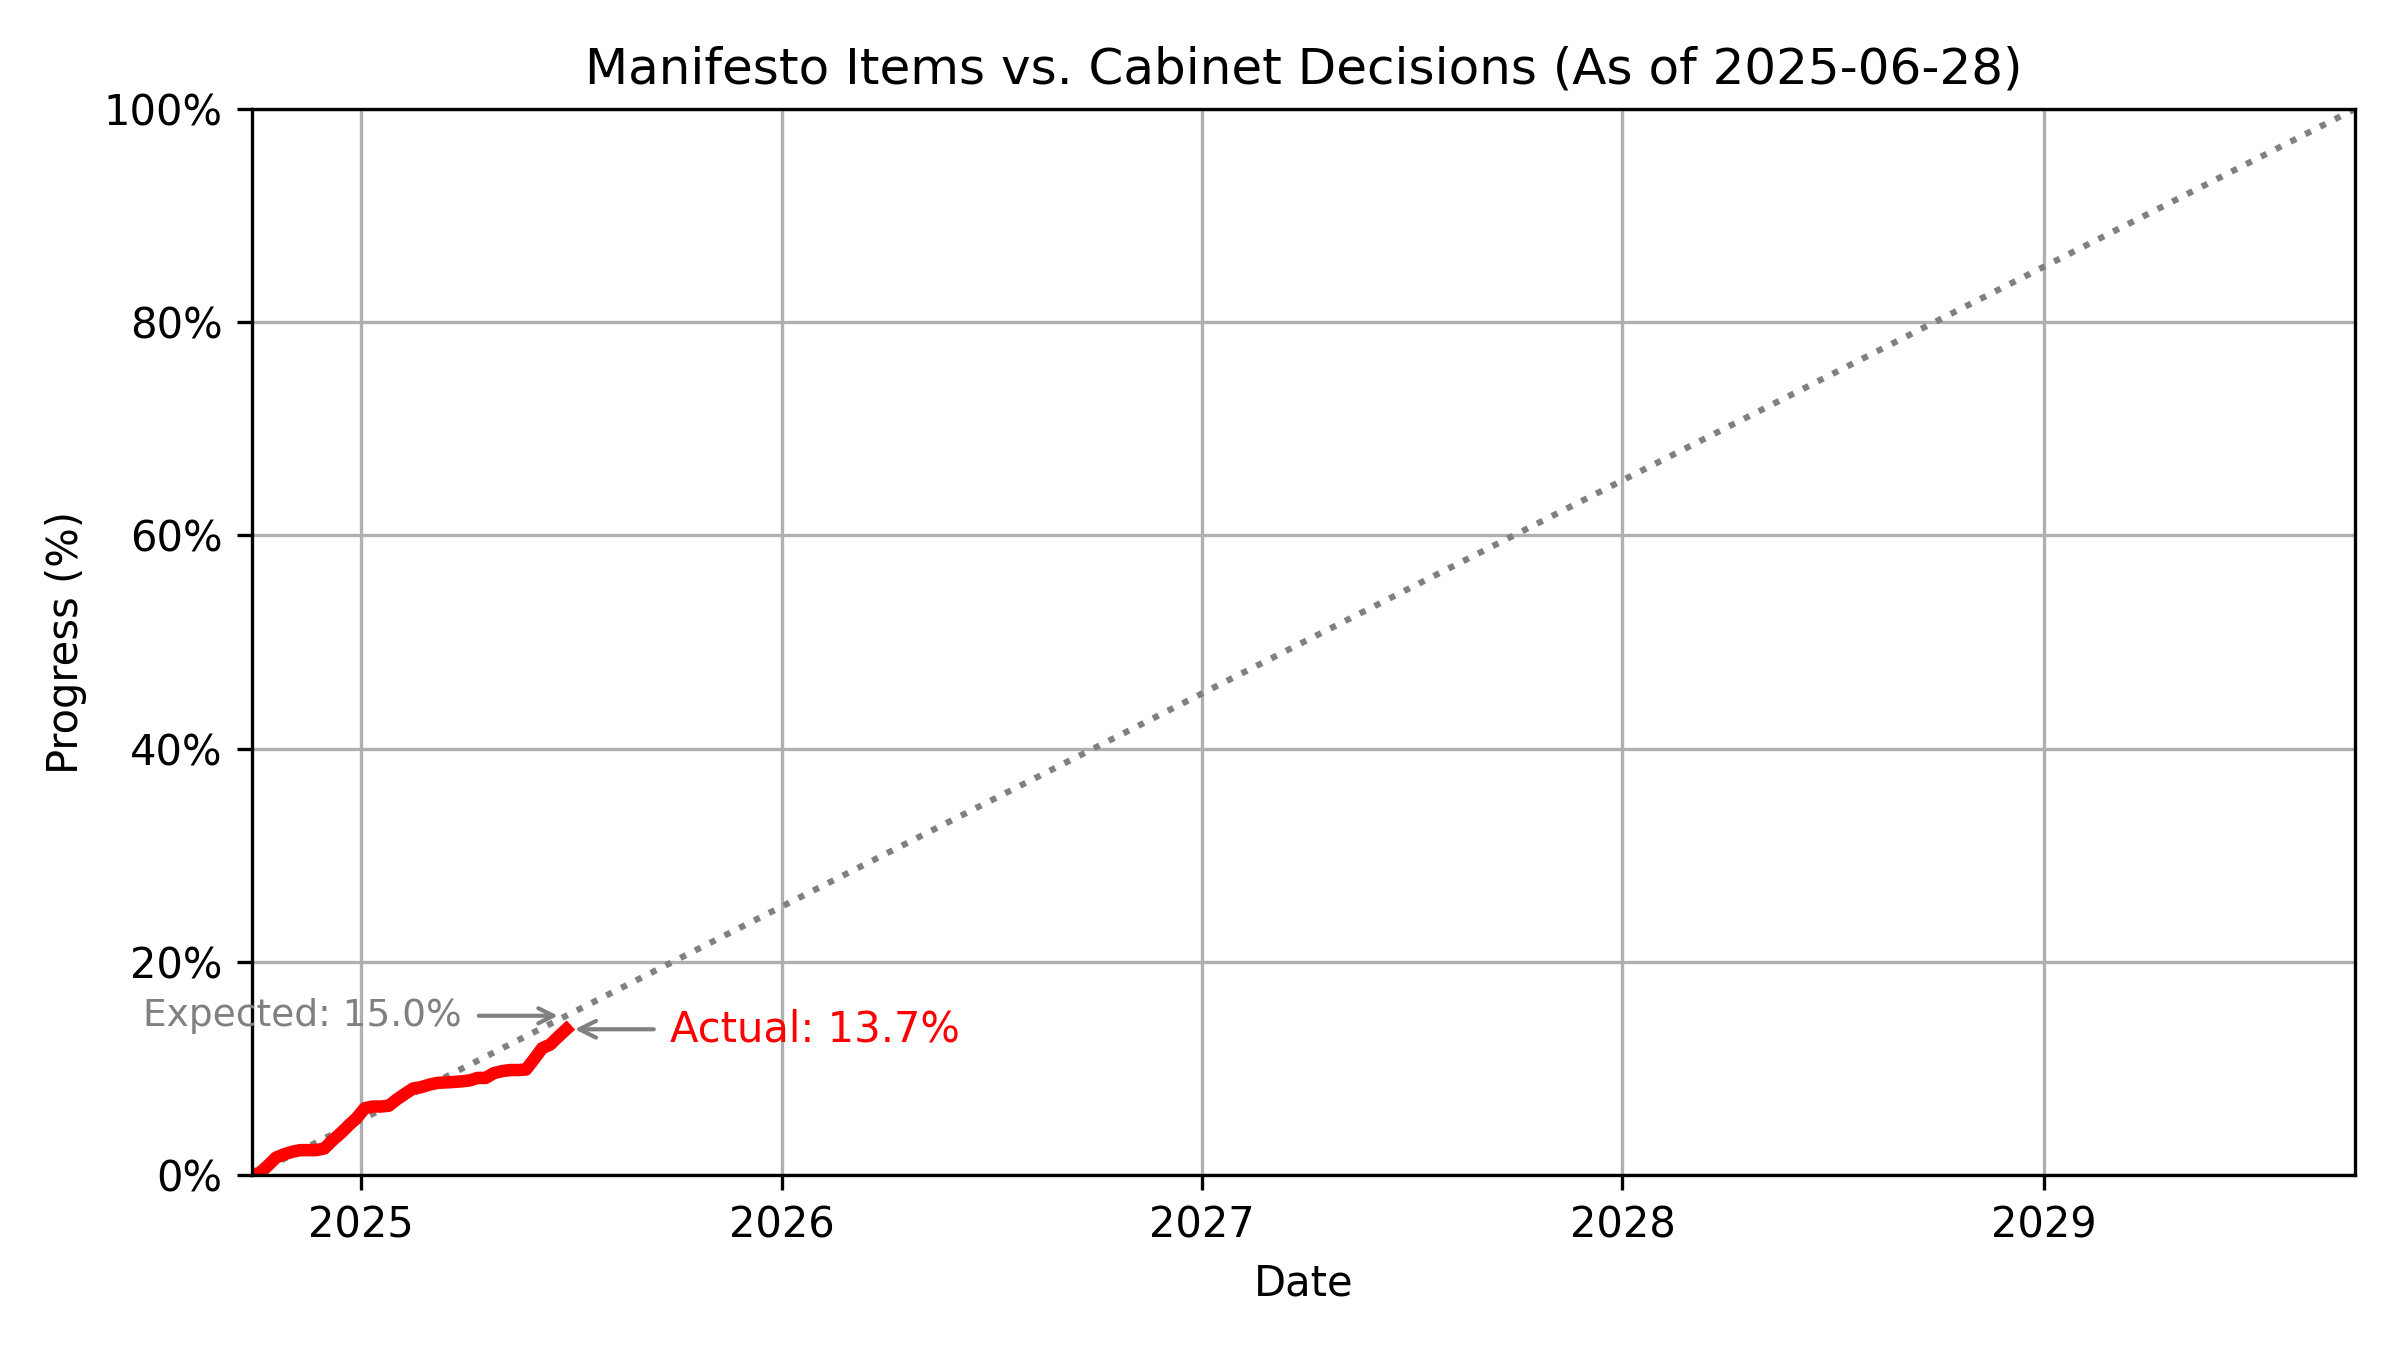 Manifesto Items vs. Cabinet Decisions (As of 2025-06-28)
100%
80%
60%
40%
20%
0%
Progress (%)
Expected: 15.0%
Actual: 13.7%
2025
2026
2027
2028
2029
Date